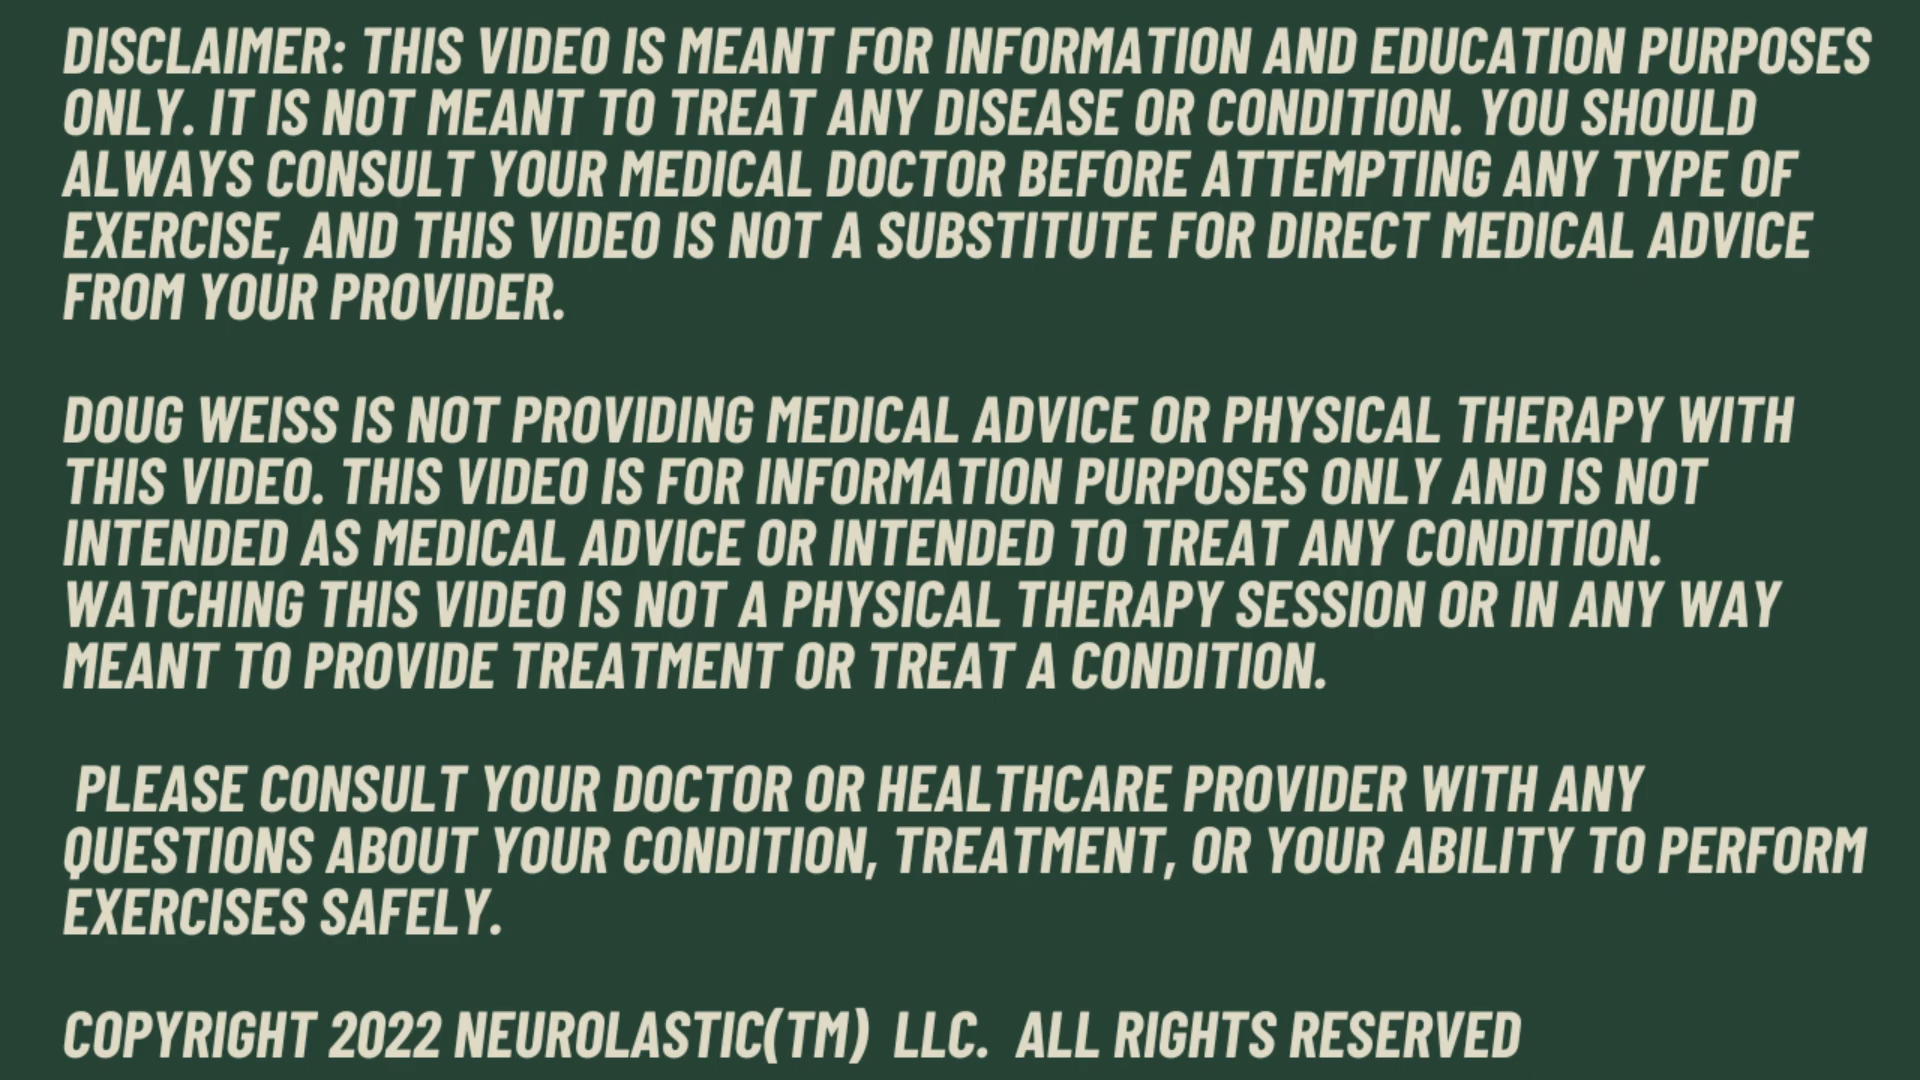 DISCLAIMER: THIS VIDEO IS MEANT FOR INFORMATION AND EDUCATION PURPOSES
ONLY. IT IS NOT MEANT TO TREAT ANY DISEASE OR CONDITION. YOU SHOULD
ALWAYS CONSULT YOUR MEDICAL DOCTOR BEFORE ATTEMPTING ANY TYPE OF
EXERCISE, AND THIS VIDEO IS NOT A SUBSTITUTE FOR DIRECT MEDICAL ADVICE
FROM YOUR PROVIDER.
DOUG WEISS IS NOT PROVIDING MEDICAL ADVICE OR PHYSICAL THERAPY WITH
THIS VIDEO. THIS VIDEO IS FOR INFORMATION PURPOSES ONLY AND IS NOT
INTENDED AS MEDICAL ADVICE OR INTENDED TO TREAT ANY CONDITION.
WATCHING THIS VIDEO IS NOT A PHYSICAL THERAPY SESSION OR IN ANY WAY
MEANT TO PROVIDE TREATMENT OR TREAT A CONDITION.
PLEASE CONSULT YOUR DOCTOR OR HEALTHCARE PROVIDER WITH ANY
QUESTIONS ABOUT YOUR CONDITION, TREATMENT, OR YOUR ABILITY TO PERFORM
EXERCISES SAFELY.
COPYRIGHT 2022 NEUROLASTIC(TM) LLC. ALL RIGHTS RESERVED